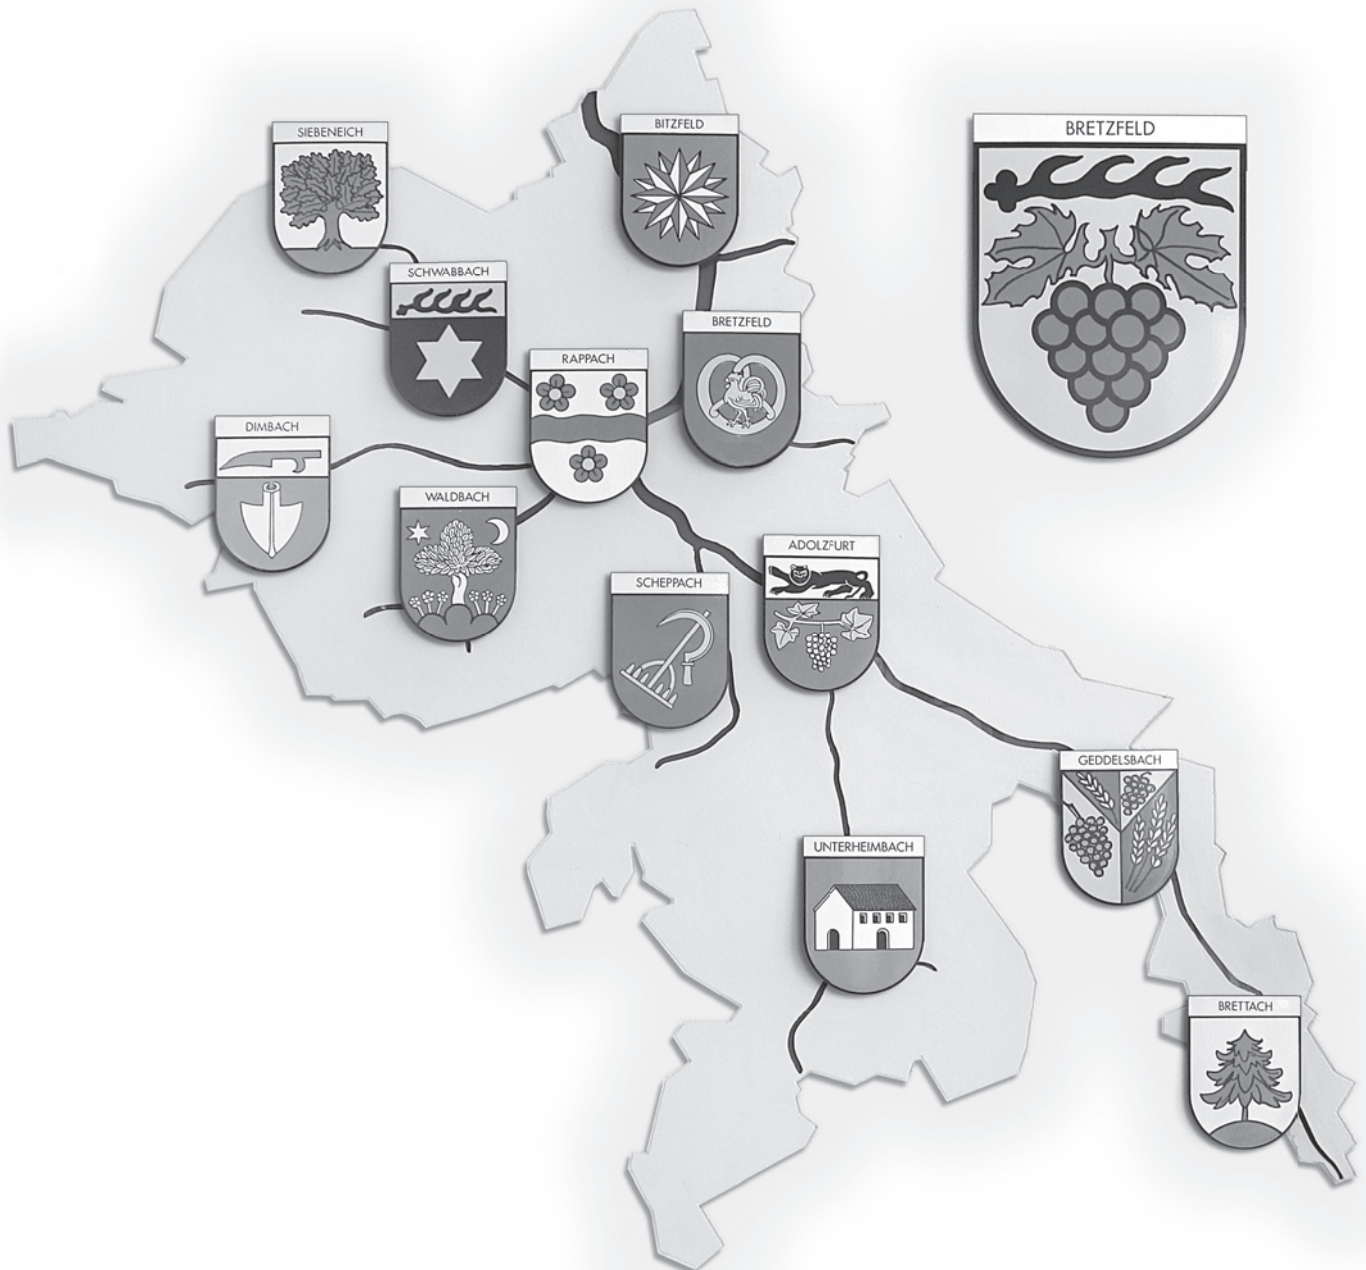 SIEBENEICH
BITZFELD
BRETZFELD
SCHWABBACH
BRETZFELD
RAPPACH
DIMBACH
WALDBACH
ADOLZFURT
SCHEPPACH
GEDDELSBACH
UNTERHEIMBACH
BRETTACH